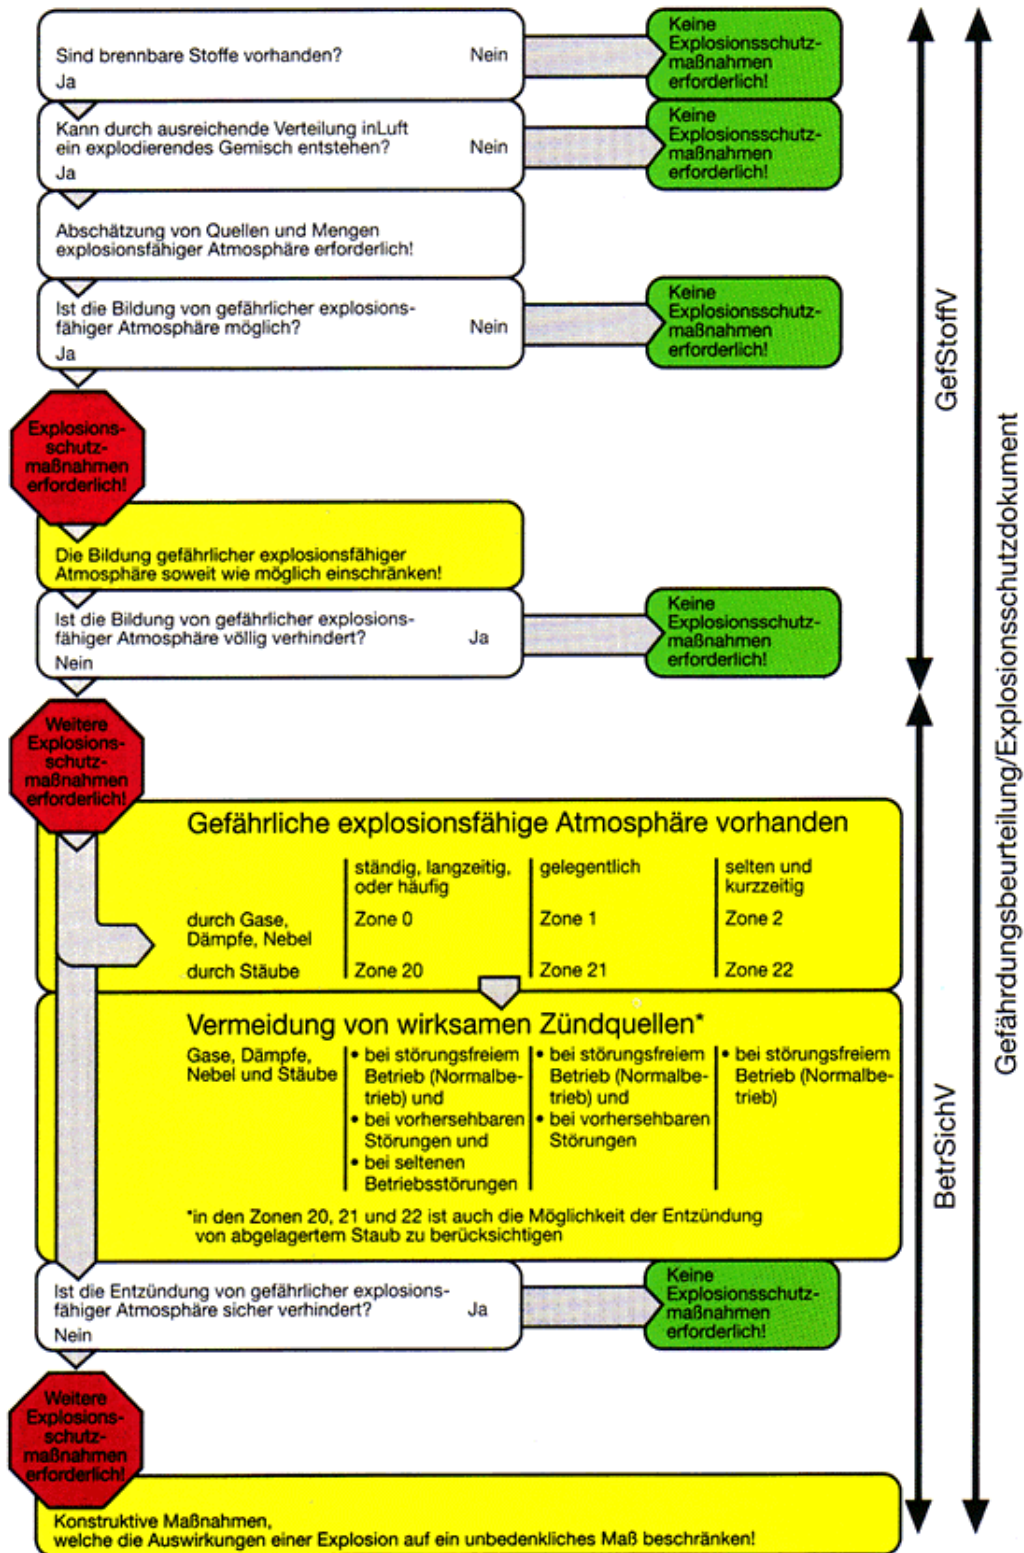 Sind brennbare Stoffe vorhanden?
Nein
Ja
Keine
Explosionsschutz-
maßnahmen
erforderlich!
Kann durch ausreichende Verteilung inLuft
ein explodierendes Gemisch entstehen?
Nein
Ja
Keine
Explosionsschutz-
maßnahmen
erforderlich!
Abschätzung von Quellen und Mengen
explosionsfähiger Atmosphäre erforderlich!
Ist die Bildung von gefährlicher explosions-
fähiger Atmosphäre möglich?
Nein
Ja
Keine
Explosionsschutz-
maßnahmen
erforderlich!
Explosions-
schutz-
maßnahmen
erforderlich!
Die Bildung gefährlicher explosionsfähiger
Atmosphäre soweit wie möglich einschränken!
Ist die Bildung von gefährlicher explosions-
fähiger Atmosphäre völlig verhindert?
Ja
Nein
Keine
Explosionsschutz-
maßnahmen
erforderlich!
Weitere
Explosions-
schutz-
maßnahmen
erforderlich!
Gefährliche explosionsfähige Atmosphäre vorhanden
ständig, langzeitig,
oder häufig
gelegentlich
selten und
kurzzeitig
durch Gase,
Dämpfe, Nebel
Zone 0
Zone 1
Zone 2
durch Stäube
Zone 20
Zone 21
Zone 22
Vermeidung von wirksamen Zündquellen*
Gase, Dämpfe,
Nebel und Stäube
• bei störungsfreiem
Betrieb (Normalbe-
trieb) und
• bei vorhersehbaren
Störungen und
• bei seltenen
Betriebsstörungen
• bei störungsfreiem
Betrieb (Normalbe-
trieb) und
• bei vorhersehbaren
Störungen
• bei störungsfreiem
Betrieb (Normalbe-
trieb)
*in den Zonen 20, 21 und 22 ist auch die Möglichkeit der Entzündung
von abgelagertem Staub zu berücksichtigen
Ist die Entzündung von gefährlicher explosions-
fähiger Atmosphäre sicher verhindert?
Ja
Nein
Keine
Explosionsschutz-
maßnahmen
erforderlich!
Weitere
Explosions-
schutz-
maßnahmen
erforderlich!
Konstruktive Maßnahmen,
welche die Auswirkungen einer Explosion auf ein unbedenkliches Maß beschränken!
GefStoffV
BetrSichV
Gefährdungsbeurteilung/Explosionsschutzdokument